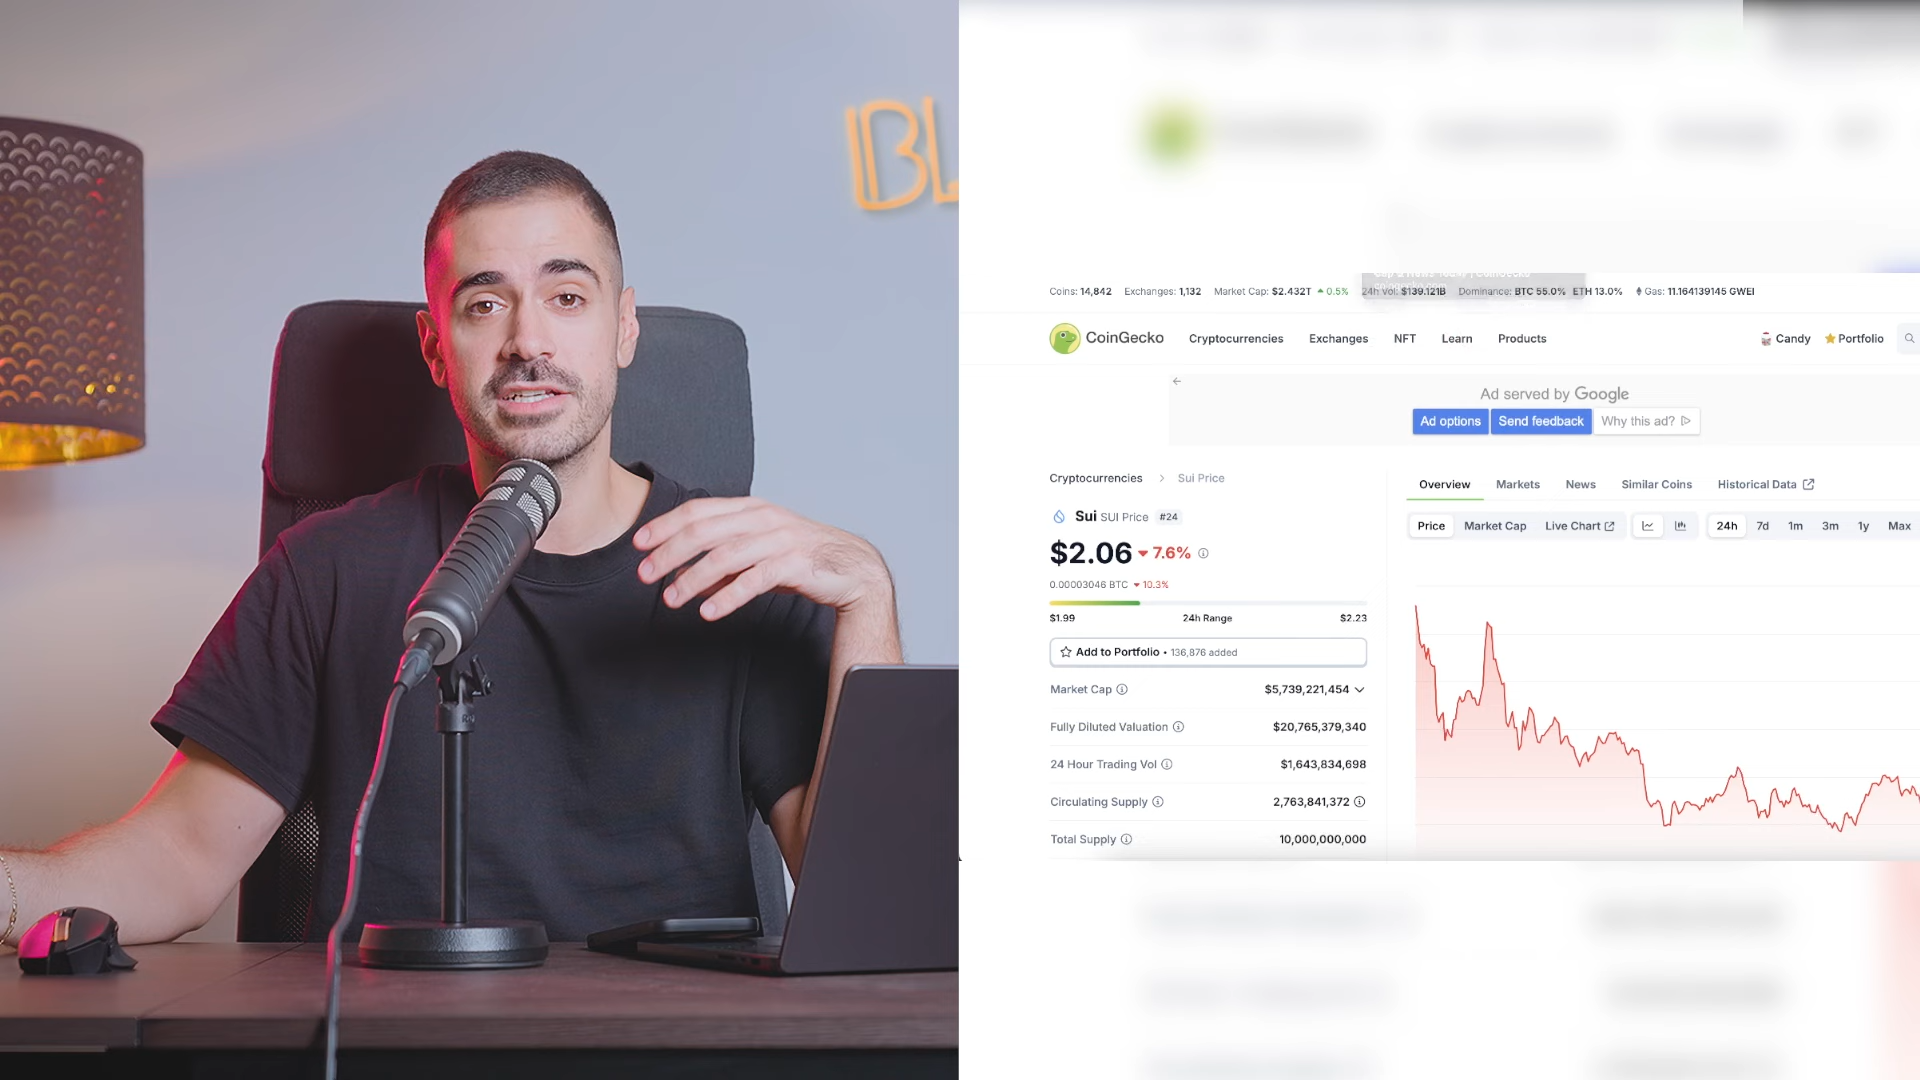 BL
Coins: 14,842 Exchanges: 1,132 Market Cap: $2.432T 0.5% 24h Vol: $139.121B Dominance: BTC 55.0% ETH 13.0% Gas: 11.164139145 GWEI
CoinGecko Cryptocurrencies Exchanges NFT Learn Products Candy Portfolio
Ad served by Google
Ad options Send feedback Why this ad?
Cryptocurrencies Sui Price
Overview Markets News Similar Coins Historical Data
Sui SUI Price #24
Price Market Cap Live Chart 24h 7d 1m 3m 1y Max
$2.06 7.6%
0.00003046 BTC 10.3%
$1.99 24h Range $2.23
Add to Portfolio • 136,876 added
Market Cap $5,739,221,454
Fully Diluted Valuation $20,765,379,340
24 Hour Trading Vol $1,643,834,698
Circulating Supply 2,763,841,372
Total Supply 10,000,000,000